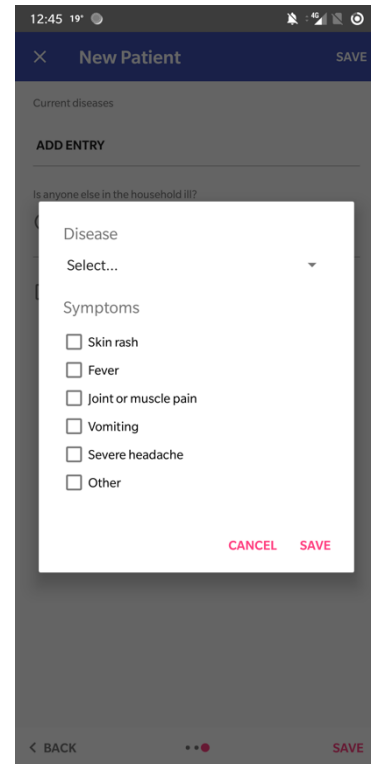 12:45 19°
4G
New Patient SAVE
Current diseases
ADD ENTRY
Is anyone else in the household ill?
Disease
Select...
Symptoms
Skin rash
Fever
Joint or muscle pain
Vomiting
Severe headache
Other
CANCEL SAVE
BACK SAVE